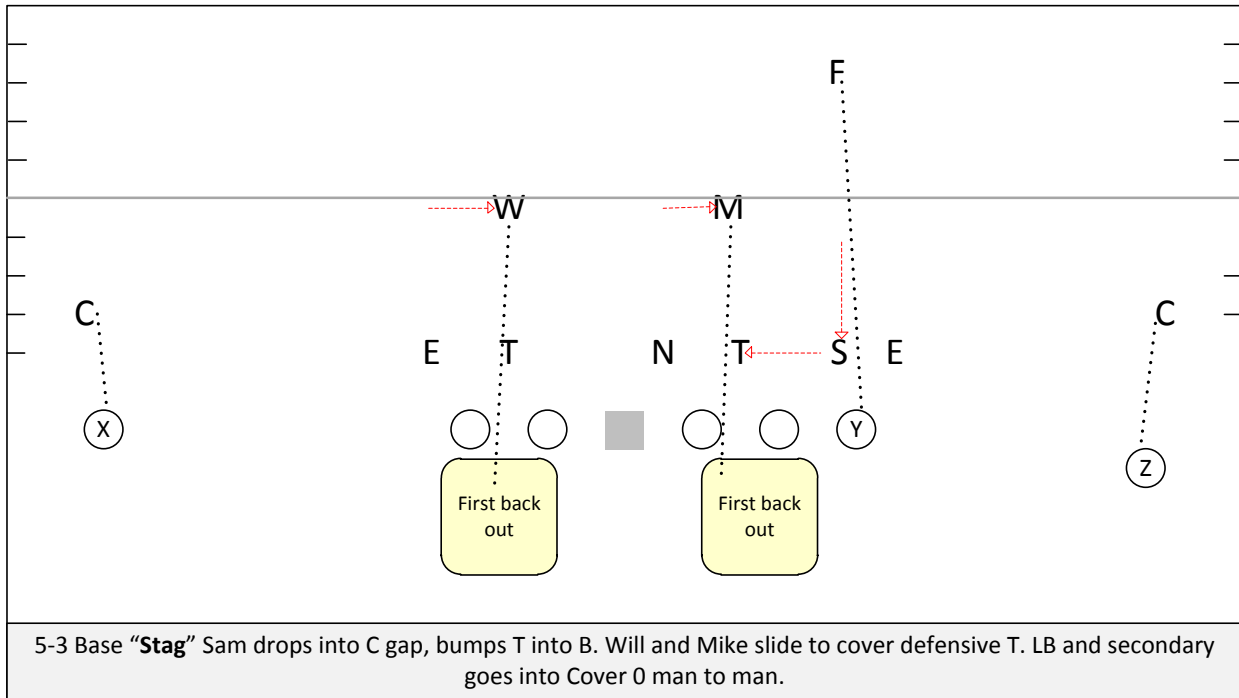 F
W M
C C
E T N T S E
X Y
Z
First back
out
First back
out
5-3 Base “Stag” Sam drops into C gap, bumps T into B. Will and Mike slide to cover defensive T. LB and secondary
goes into Cover 0 man to man.